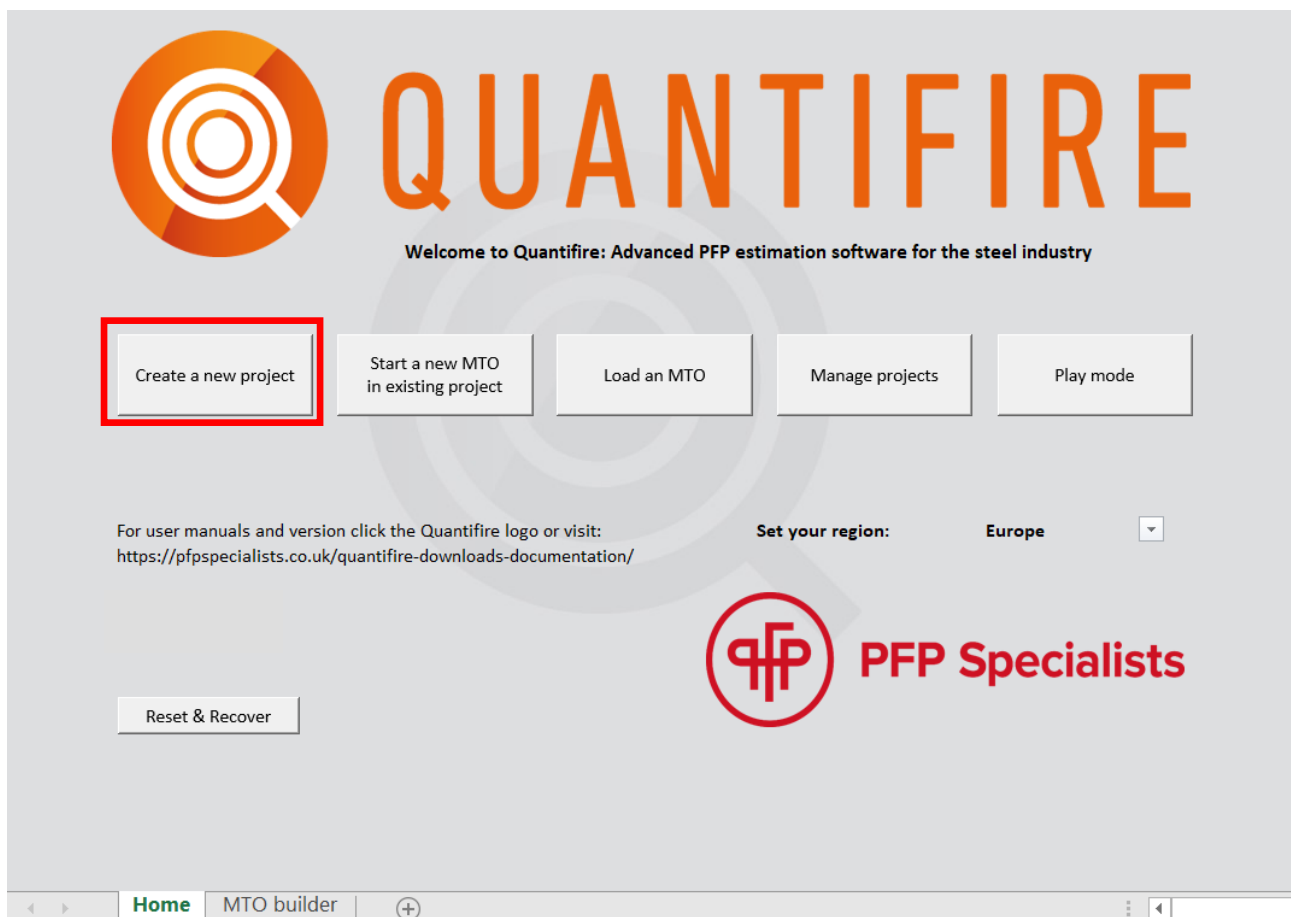 QUANTIFIRE
Welcome to Quantifire: Advanced PFP estimation software for the steel industry
Create a new project
Start a new MTO
in existing project
Load an MTO
Manage projects
Play mode
For user manuals and version click the Quantifire logo or visit:
https://pfpspecialists.co.uk/quantifire-downloads-documentation/
Set your region:
Europe
PFP
PFP Specialists
Reset & Recover
Home
MTO builder